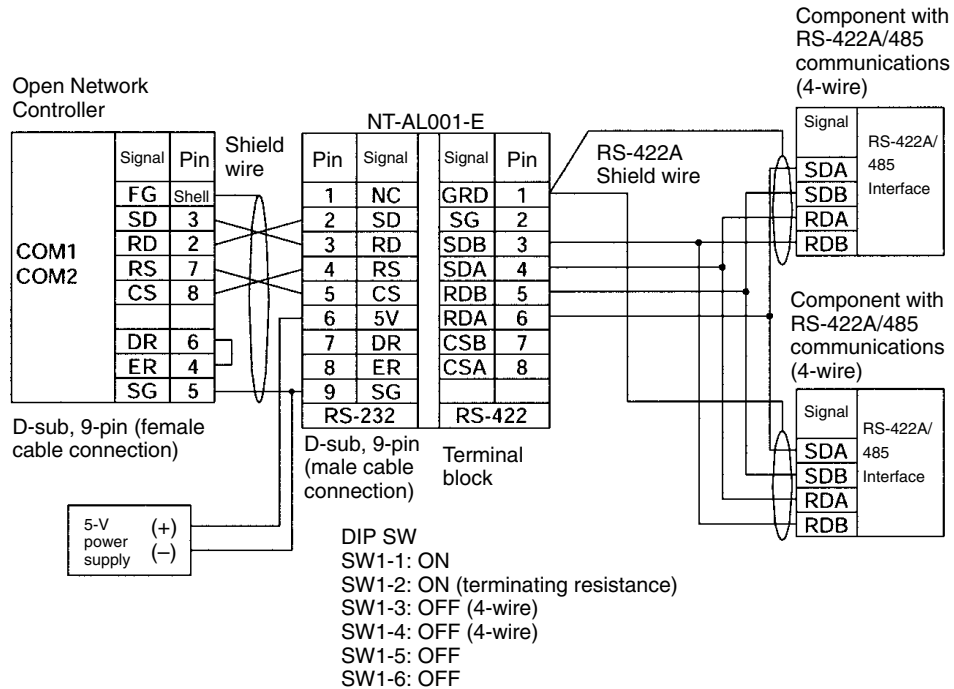 Component with
RS-422A/485
communications
(4-wire)
Open Network
Controller
NT-AL001-E
Shield
wire
RS-422A
Shield wire
COM1
COM2
Signal Pin
FG Shell
SD 3
RD 2
RS 7
CS 8
DR 6
ER 4
SG 5
D-sub, 9-pin (female
cable connection)
Pin Signal Signal Pin
1 NC GRD 1
2 SD SG 2
3 RD SDB 3
4 RS SDA 4
5 CS RDB 5
6 5V RDA 6
7 DR CSB 7
8 ER CSA 8
9 SG
RS-232 RS-422
D-sub, 9-pin
(male cable
connection)
Terminal
block
Signal
SDA
SDB
RDA
RDB
RS-422A/
485
Interface
Component with
RS-422A/485
communications
(4-wire)
Signal
SDA
SDB
RDA
RDB
RS-422A/
485
Interface
5-V
power
supply
(+)
(–)
DIP SW
SW1-1: ON
SW1-2: ON (terminating resistance)
SW1-3: OFF (4-wire)
SW1-4: OFF (4-wire)
SW1-5: OFF
SW1-6: OFF